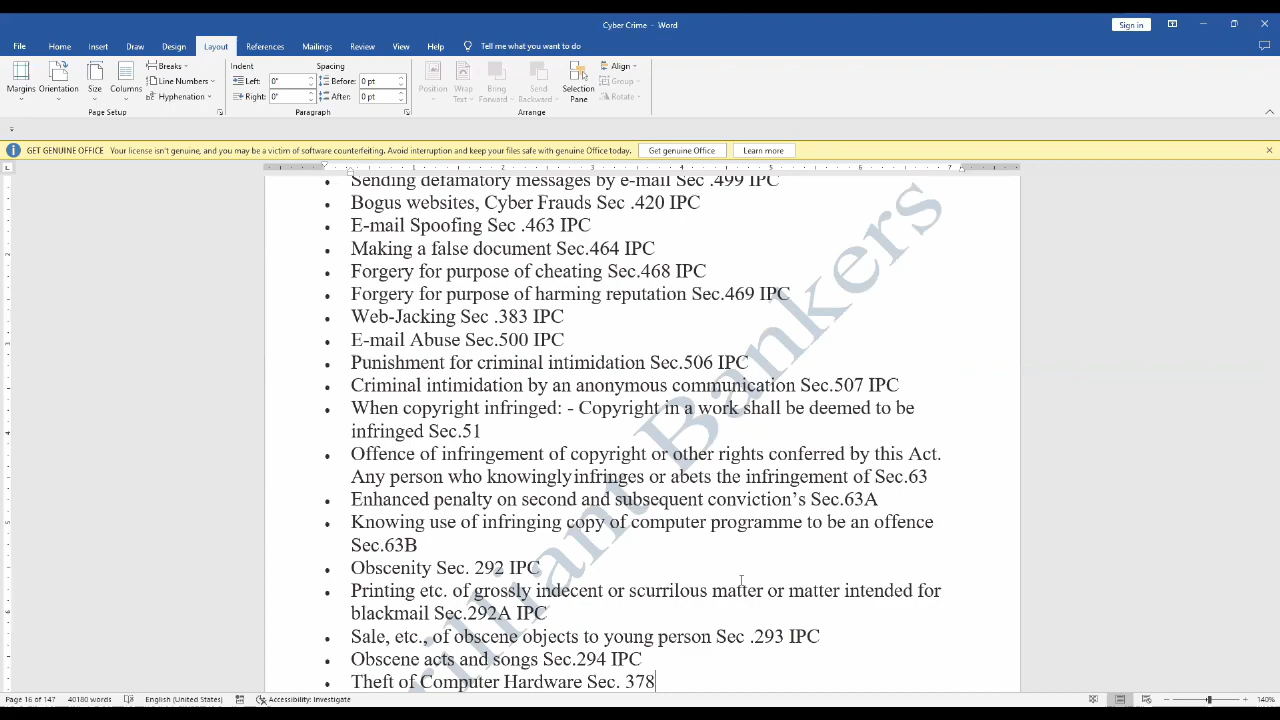 Cyber Crime - Word
Sign in
File Home Insert Draw Design Layout References Mailings Review View Help Tell me what you want to do
Margins Orientation Size Columns Breaks Line Numbers Hyphenation
Page Setup
Indent Spacing
Left: 0" Before: 0 pt
Right: 0" After: 0 pt
Paragraph
Position Wrap Text Bring Forward Send Backward Selection Pane Align Group Rotate
Arrange
GET GENUINE OFFICE Your license isn't genuine, and you may be a victim of software counterfeiting. Avoid interruption and keep your files safe with genuine Office today. Get genuine Office Learn more
1 2 3 4 5 6 7
Sending defamatory messages by e-mail Sec .499 IPC
• Bogus websites, Cyber Frauds Sec .420 IPC
• E-mail Spoofing Sec .463 IPC
• Making a false document Sec.464 IPC
• Forgery for purpose of cheating Sec.468 IPC
• Forgery for purpose of harming reputation Sec.469 IPC
• Web-Jacking Sec .383 IPC
• E-mail Abuse Sec.500 IPC
• Punishment for criminal intimidation Sec.506 IPC
• Criminal intimidation by an anonymous communication Sec.507 IPC
• When copyright infringed: - Copyright in a work shall be deemed to be
infringed Sec.51
• Offence of infringement of copyright or other rights conferred by this Act.
Any person who knowingly infringes or abets the infringement of Sec.63
• Enhanced penalty on second and subsequent conviction's Sec.63A
• Knowing use of infringing copy of computer programme to be an offence
Sec.63B
• Obscenity Sec. 292 IPC
• Printing etc. of grossly indecent or scurrilous matter or matter intended for
blackmail Sec.292A IPC
• Sale, etc., of obscene objects to young person Sec .293 IPC
• Obscene acts and songs Sec.294 IPC
• Theft of Computer Hardware Sec. 378
rilliant Bankers
Page 16 of 147 40180 words English (United States) Accessibility: Investigate 140%